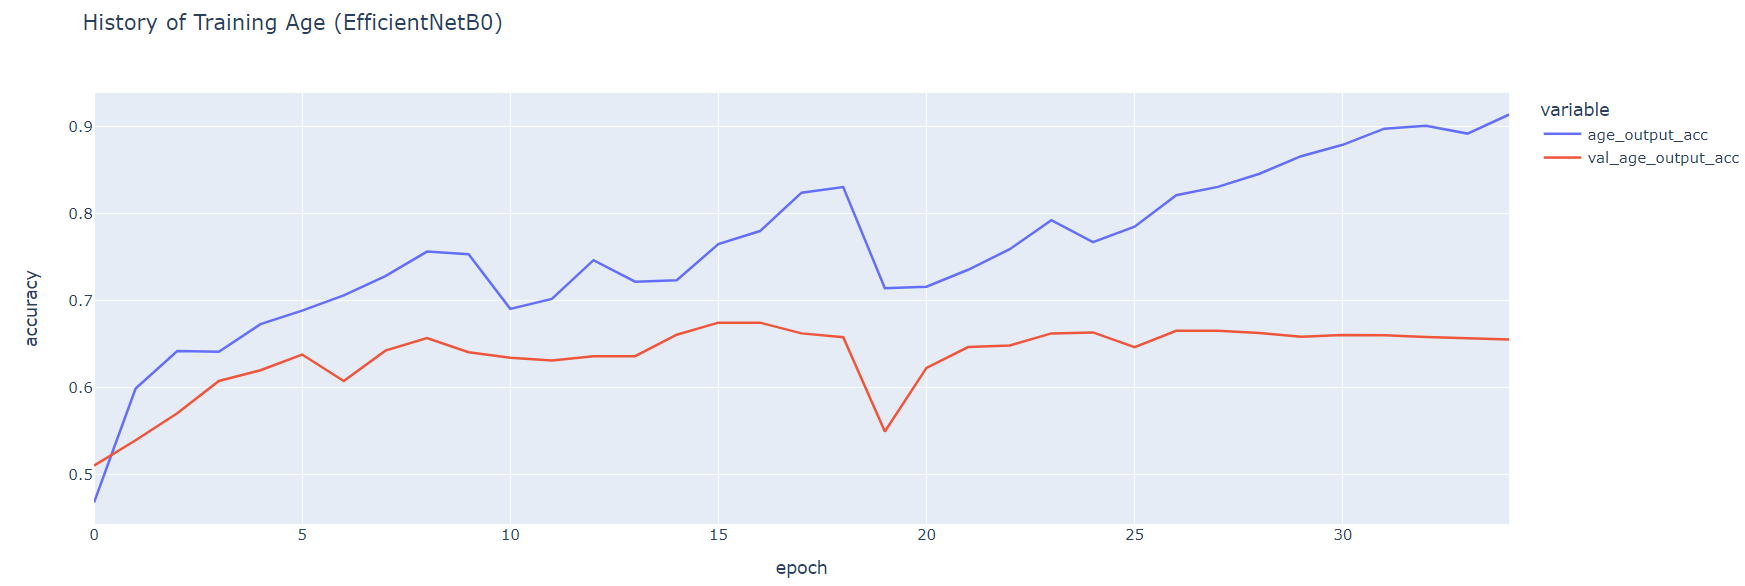 History of Training Age (EfficientNetB0)
variable
age_output_acc
val_age_output_acc
accuracy
0.9
0.8
0.7
0.6
0.5
0 5 10 15 20 25 30
epoch